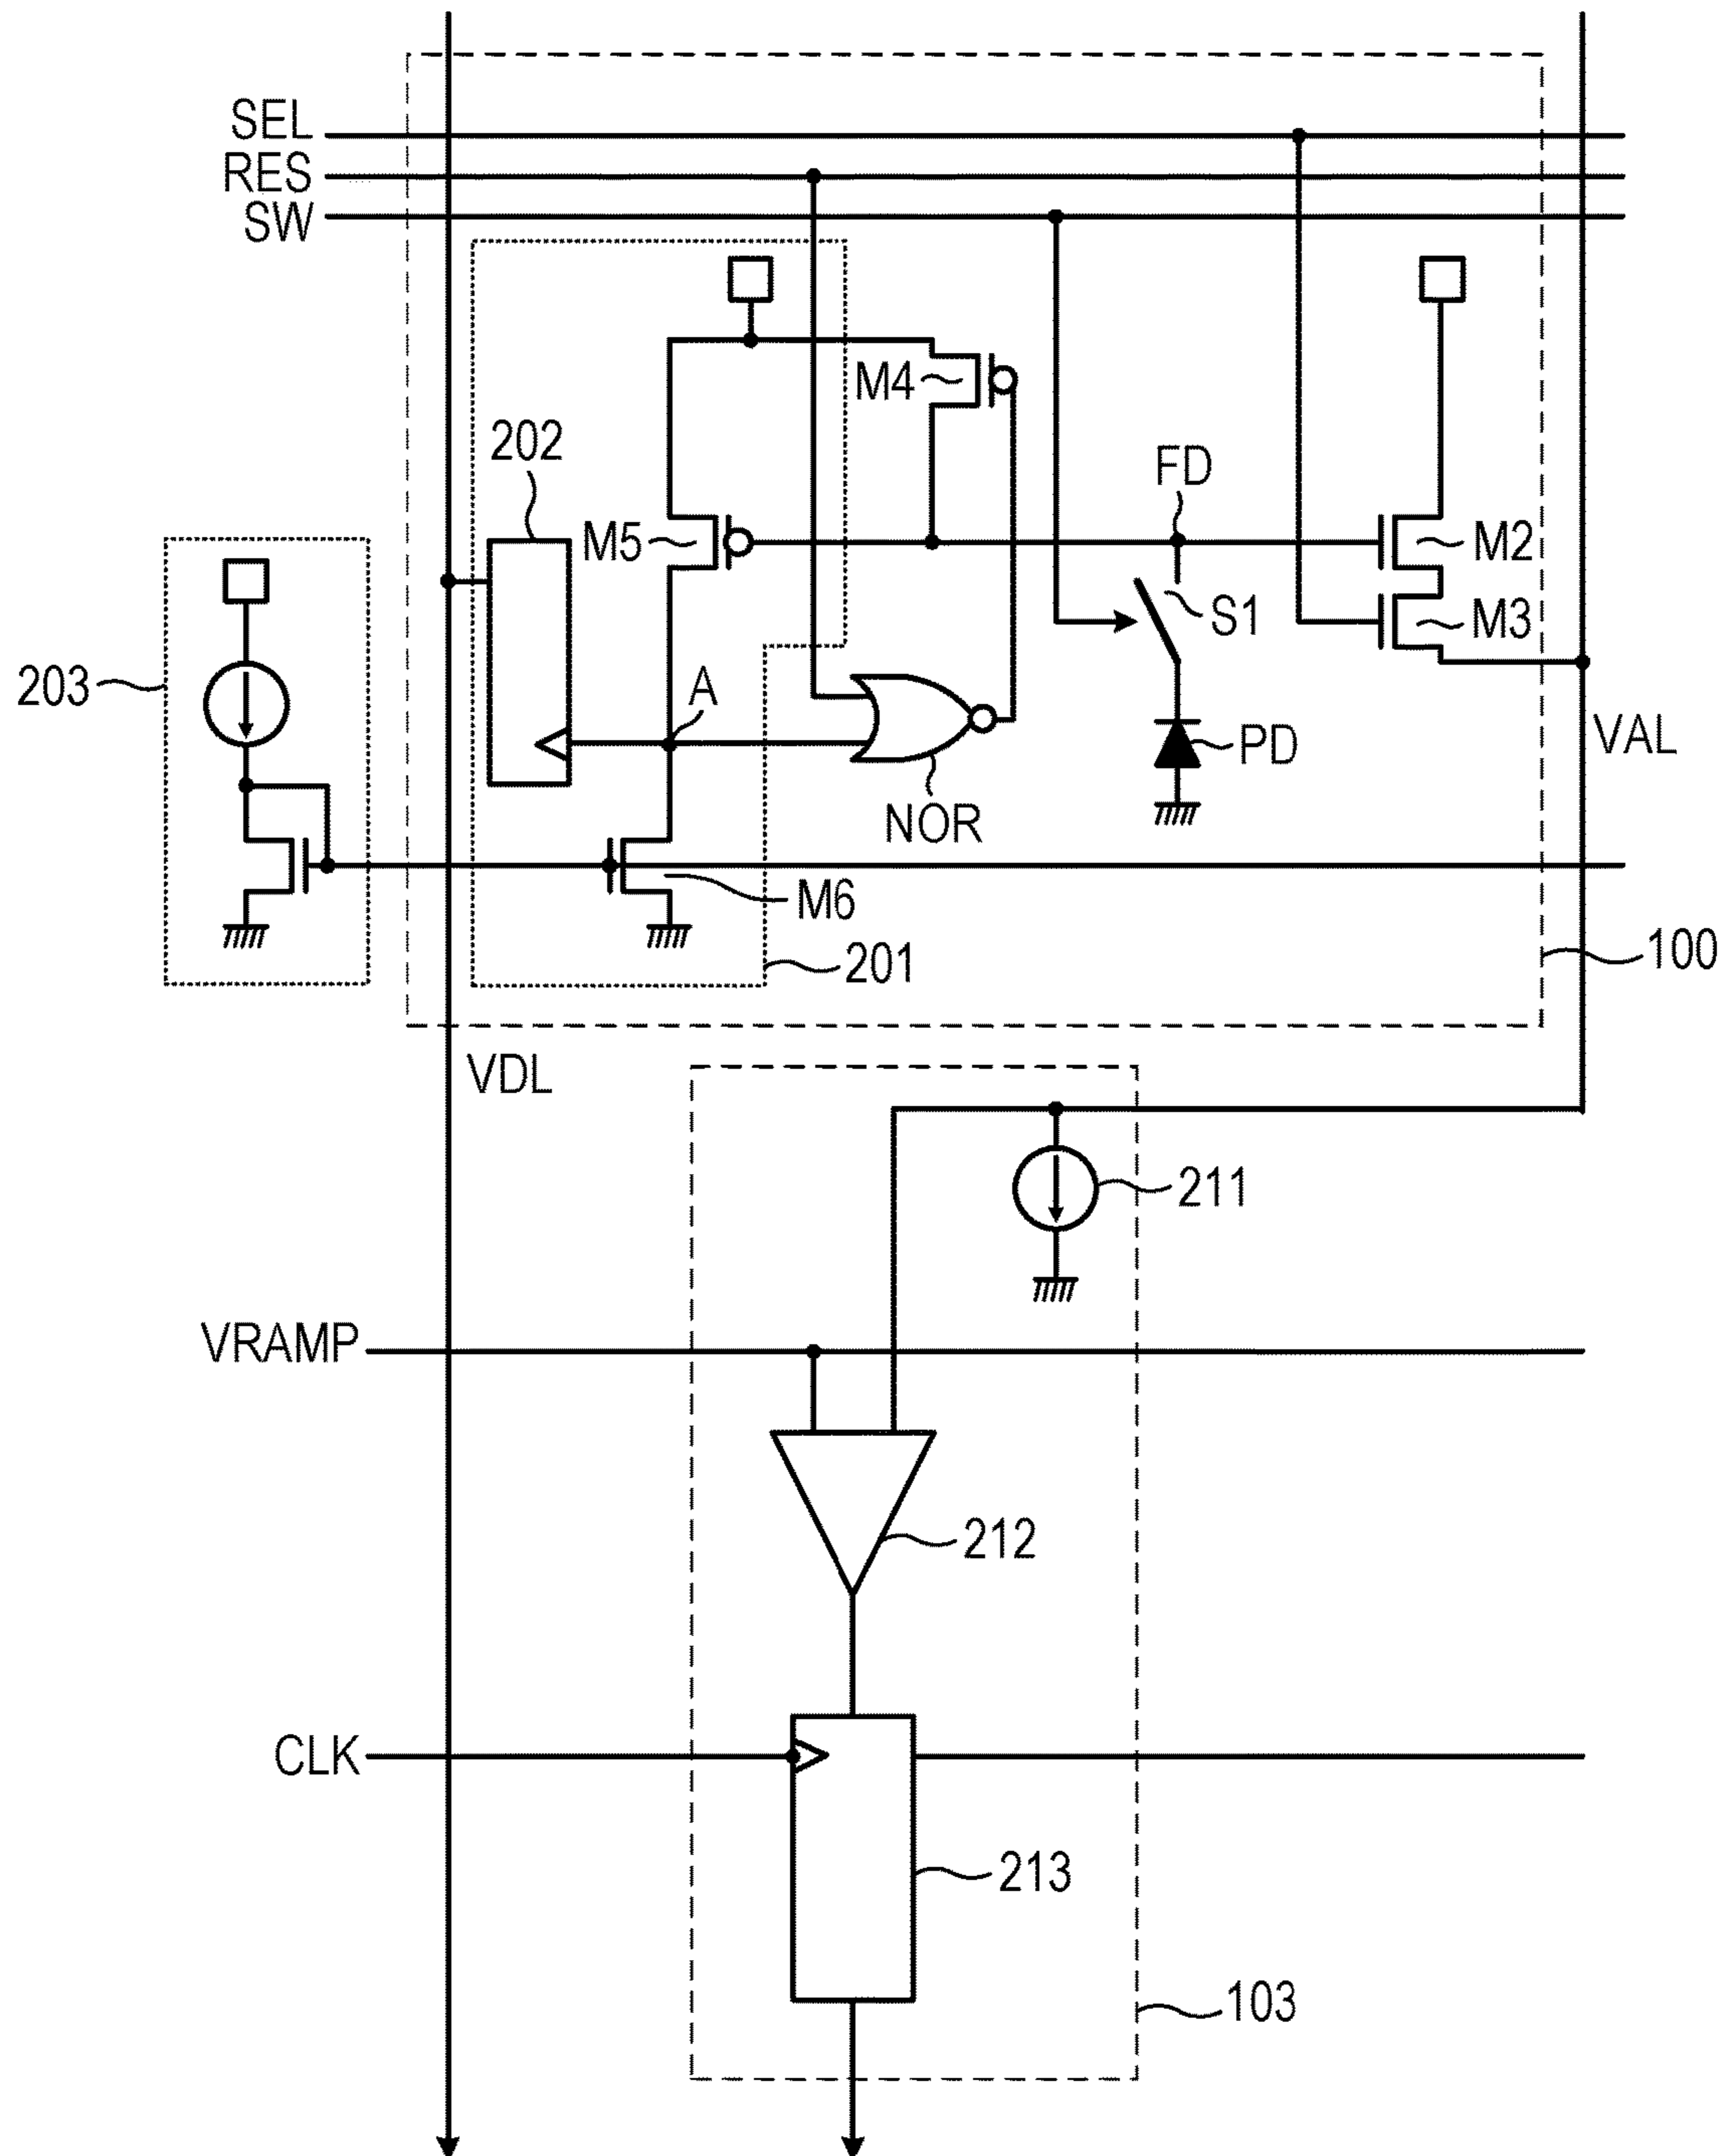 SEL
RES
SW
M4
202
FD
M5
M2
S1
M3
203
A
PD
VAL
NOR
M6
201
100
VDL
211
VRAMP
212
CLK
213
103